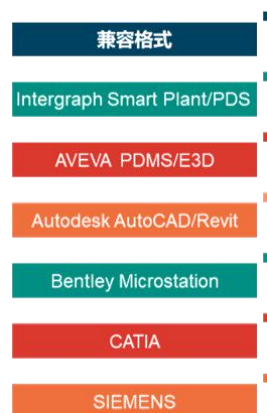 兼容格式
Intergraph Smart Plant/PDS
AVEVA PDMS/E3D
Autodesk AutoCAD/Revit
Bentley Microstation
CATIA
SIEMENS